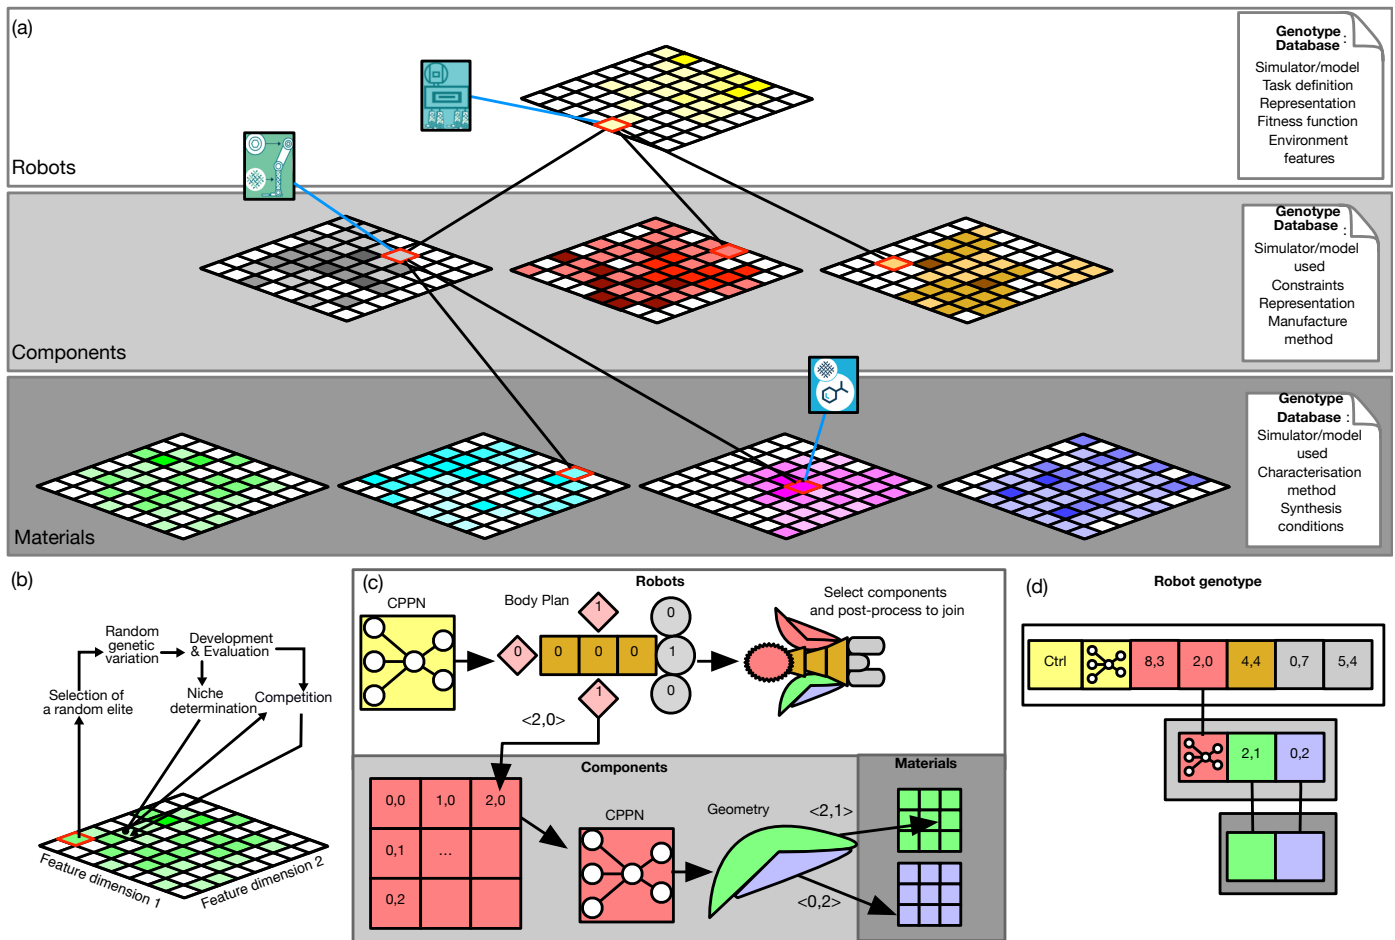 (a)
Genotype
Database :
Simulator/model
Task definition
Representation
Fitness function
Environment
features
Robots
Genotype
Database :
Simulator/model
used
Constraints
Representation
Manufacture
method
Components
Genotype
Database :
Simulator/model
used
Characterisation
method
Synthesis
conditions
Materials
(b)
Random
genetic
variation
Development
& Evaluation
Selection of
a random elite
Niche
determination
Competition
Feature dimension 1
Feature dimension 2
(c)
Robots
CPPN
Body Plan
Select components
and post-process to join
1
0
0 0 0 0
1
0
1
<2,0>
Components
Materials
0,0 1,0 2,0
0,1 ...
0,2
CPPN
Geometry
<2,1>
<0,2>
(d)
Robot genotype
Ctrl 8,3 2,0 4,4 0,7 5,4
2,1 0,2